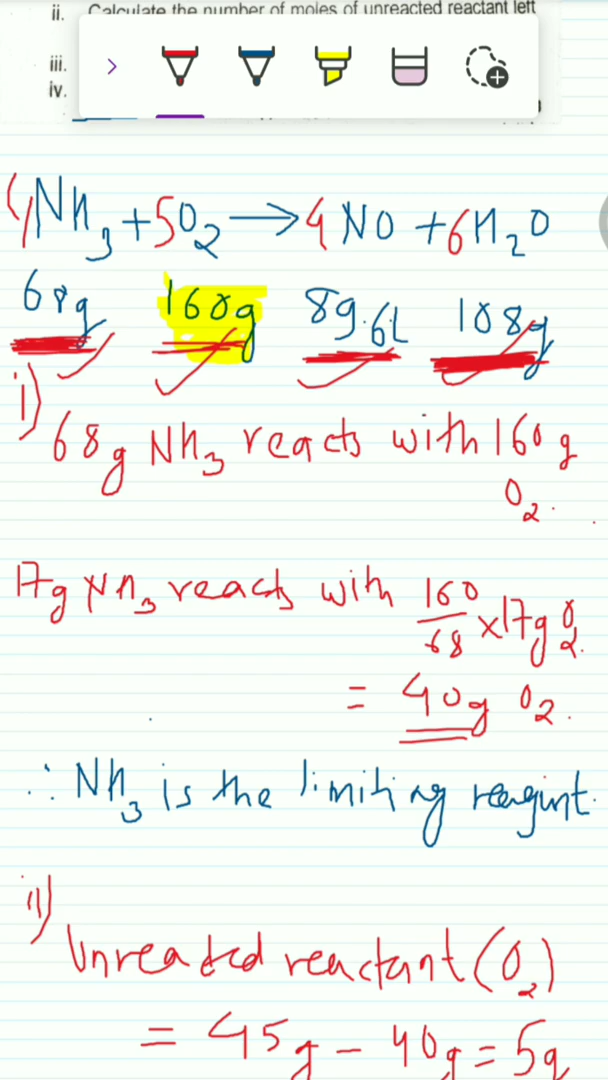 ii. Calculate the number of moles of unreacted reactant left
iii.
iv.
4NH3 + 5O2 → 4NO + 6H2O
68g 160g 89.6L 108g
i)
68g NH3 reacts with 160g
O2.
17g NH3 reacts with 160/68 x17g O2.
= 40g O2.
∴ NH3 is the limiting reagint.
ii)
Unreacted reactant (O2)
= 45g - 40g = 5g